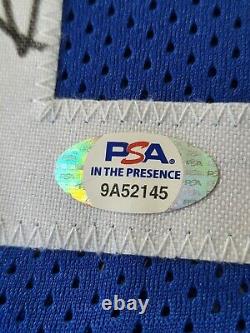 PSA
IN THE PRESENCE
9A52145